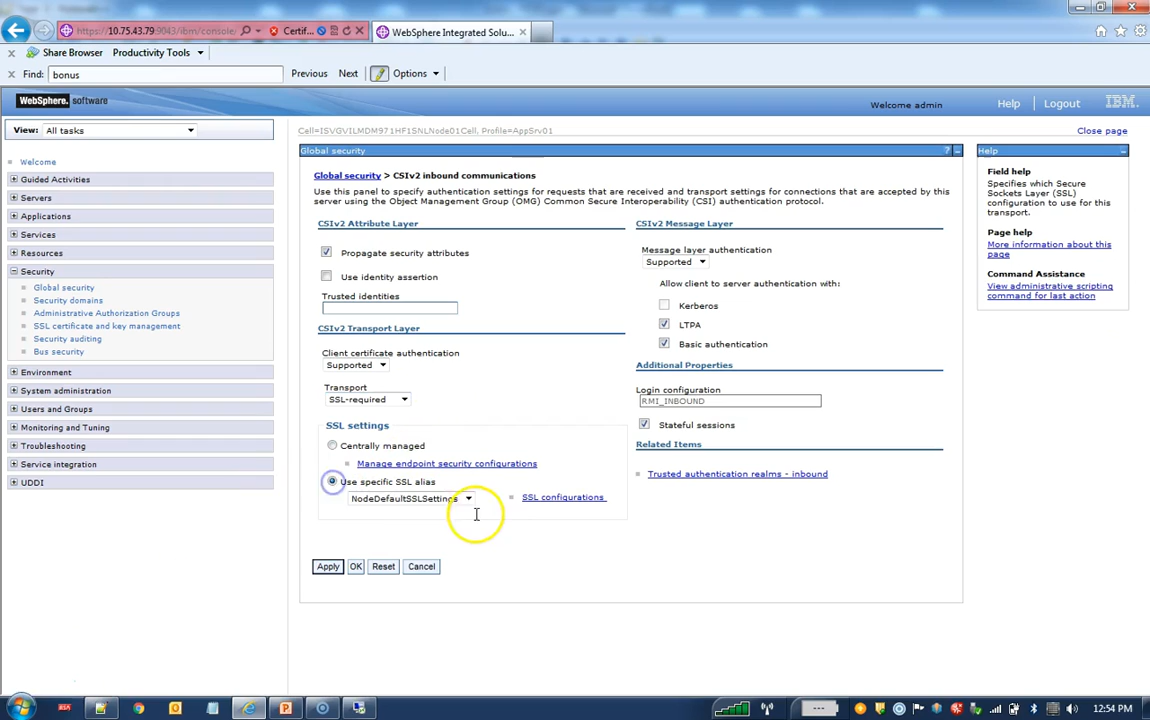 https://10.75.43.79:9043/ibm/console
Certif...
WebSphere Integrated Solu...
Share Browser Productivity Tools
Find: bonus Previous Next Options
WebSphere. software
Welcome admin Help Logout IBM.
View: All tasks
Cell=ISVGVILMDM971HF1SNLNode01Cell, Profile=AppSrv01 Close page
Welcome
Guided Activities
Servers
Applications
Services
Resources
Security
Global security
Security domains
Administrative Authorization Groups
SSL certificate and key management
Security auditing
Bus security
Environment
System administration
Users and Groups
Monitoring and Tuning
Troubleshooting
Service integration
UDDI
Global security ? -
Global security > CSIv2 inbound communications
Use this panel to specify authentication settings for requests that are received and transport settings for connections that are accepted by this
server using the Object Management Group (OMG) Common Secure Interoperability (CSI) authentication protocol.
CSIv2 Attribute Layer
Propagate security attributes
Use identity assertion
Trusted identities
CSIv2 Transport Layer
Client certificate authentication
Supported
Transport
SSL-required
SSL settings
Centrally managed
Manage endpoint security configurations
Use specific SSL alias
NodeDefaultSSLSettings SSL configurations
CSIv2 Message Layer
Message layer authentication
Supported
Allow client to server authentication with:
Kerberos
LTPA
Basic authentication
Additional Properties
Login configuration
RMI_INBOUND
Stateful sessions
Related Items
Trusted authentication realms - inbound
Apply OK Reset Cancel
Help
Field help
Specifies which Secure
Sockets Layer (SSL)
configuration to use for this
transport.
Page help
More information about this
page
Command Assistance
View administrative scripting
command for last action
12:54 PM